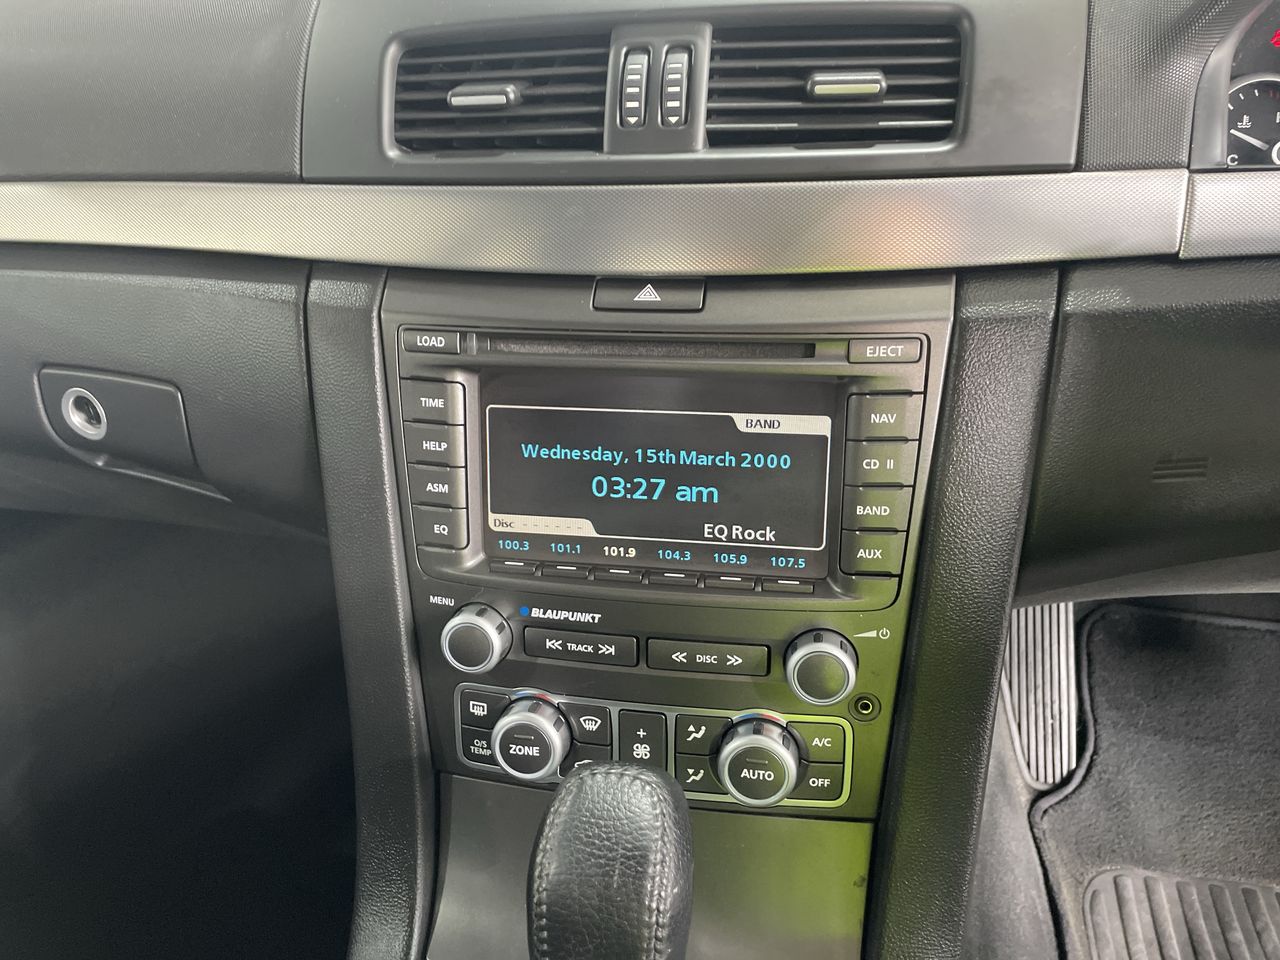 LOAD
EJECT
TIME
HELP
ASM
EQ
BAND
Wednesday, 15th March 2000
03:27 am
Disc - - - - - -
EQ Rock
100.3 101.1 101.9 104.3 105.9 107.5
NAV
CD II
BAND
AUX
MENU
BLAUPUNKT
TRACK
DISC
O/S
TEMP
ZONE
+
AUTO
A/C
OFF
C